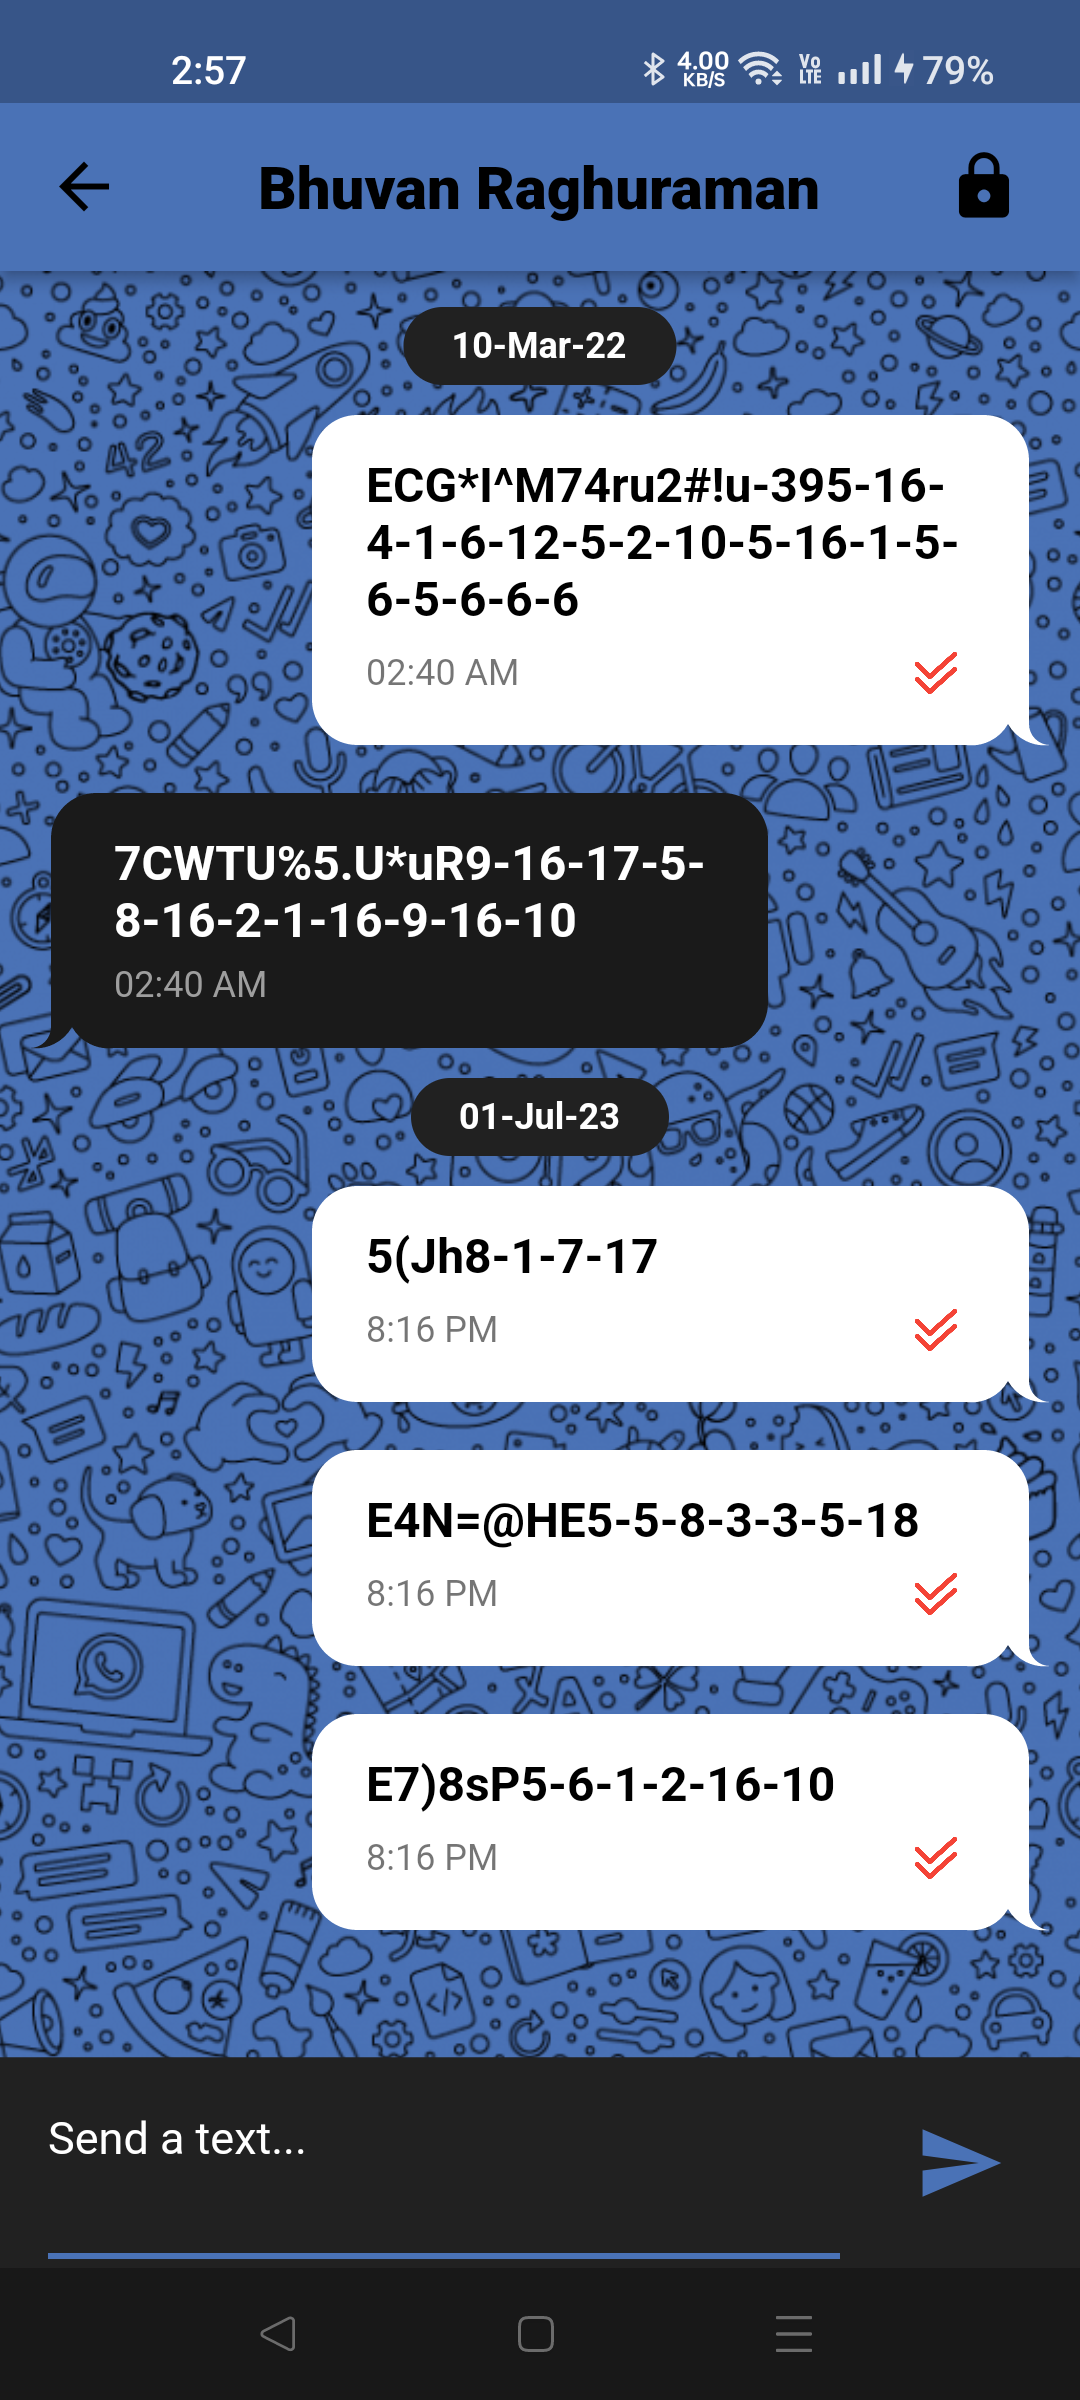 2:57
4.00
KB/S
Vo
LTE
79%
Bhuvan Raghuraman
10-Mar-22
ECG*I^M74ru2#!u-395-16-
4-1-6-12-5-2-10-5-16-1-5-
6-5-6-6-6
02:40 AM
7CWTU%5.U*uR9-16-17-5-
8-16-2-1-16-9-16-10
02:40 AM
01-Jul-23
5(Jh8-1-7-17
8:16 PM
E4N=@HE5-5-8-3-3-5-18
8:16 PM
E7)8sP5-6-1-2-16-10
8:16 PM
Send a text...
42